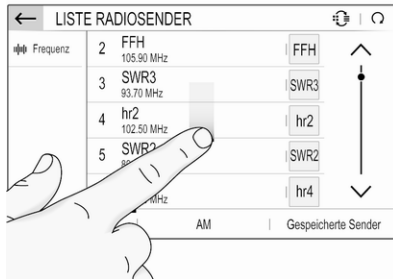 LISTE RADIOSENDER
Frequenz
2 FFH FFH
105.90 MHz
3 SWR3 SWR3
93.70 MHz
4 hr2 hr2
102.50 MHz
5 SWR2 SWR2
MHz hr4
AM Gespeicherte Sender